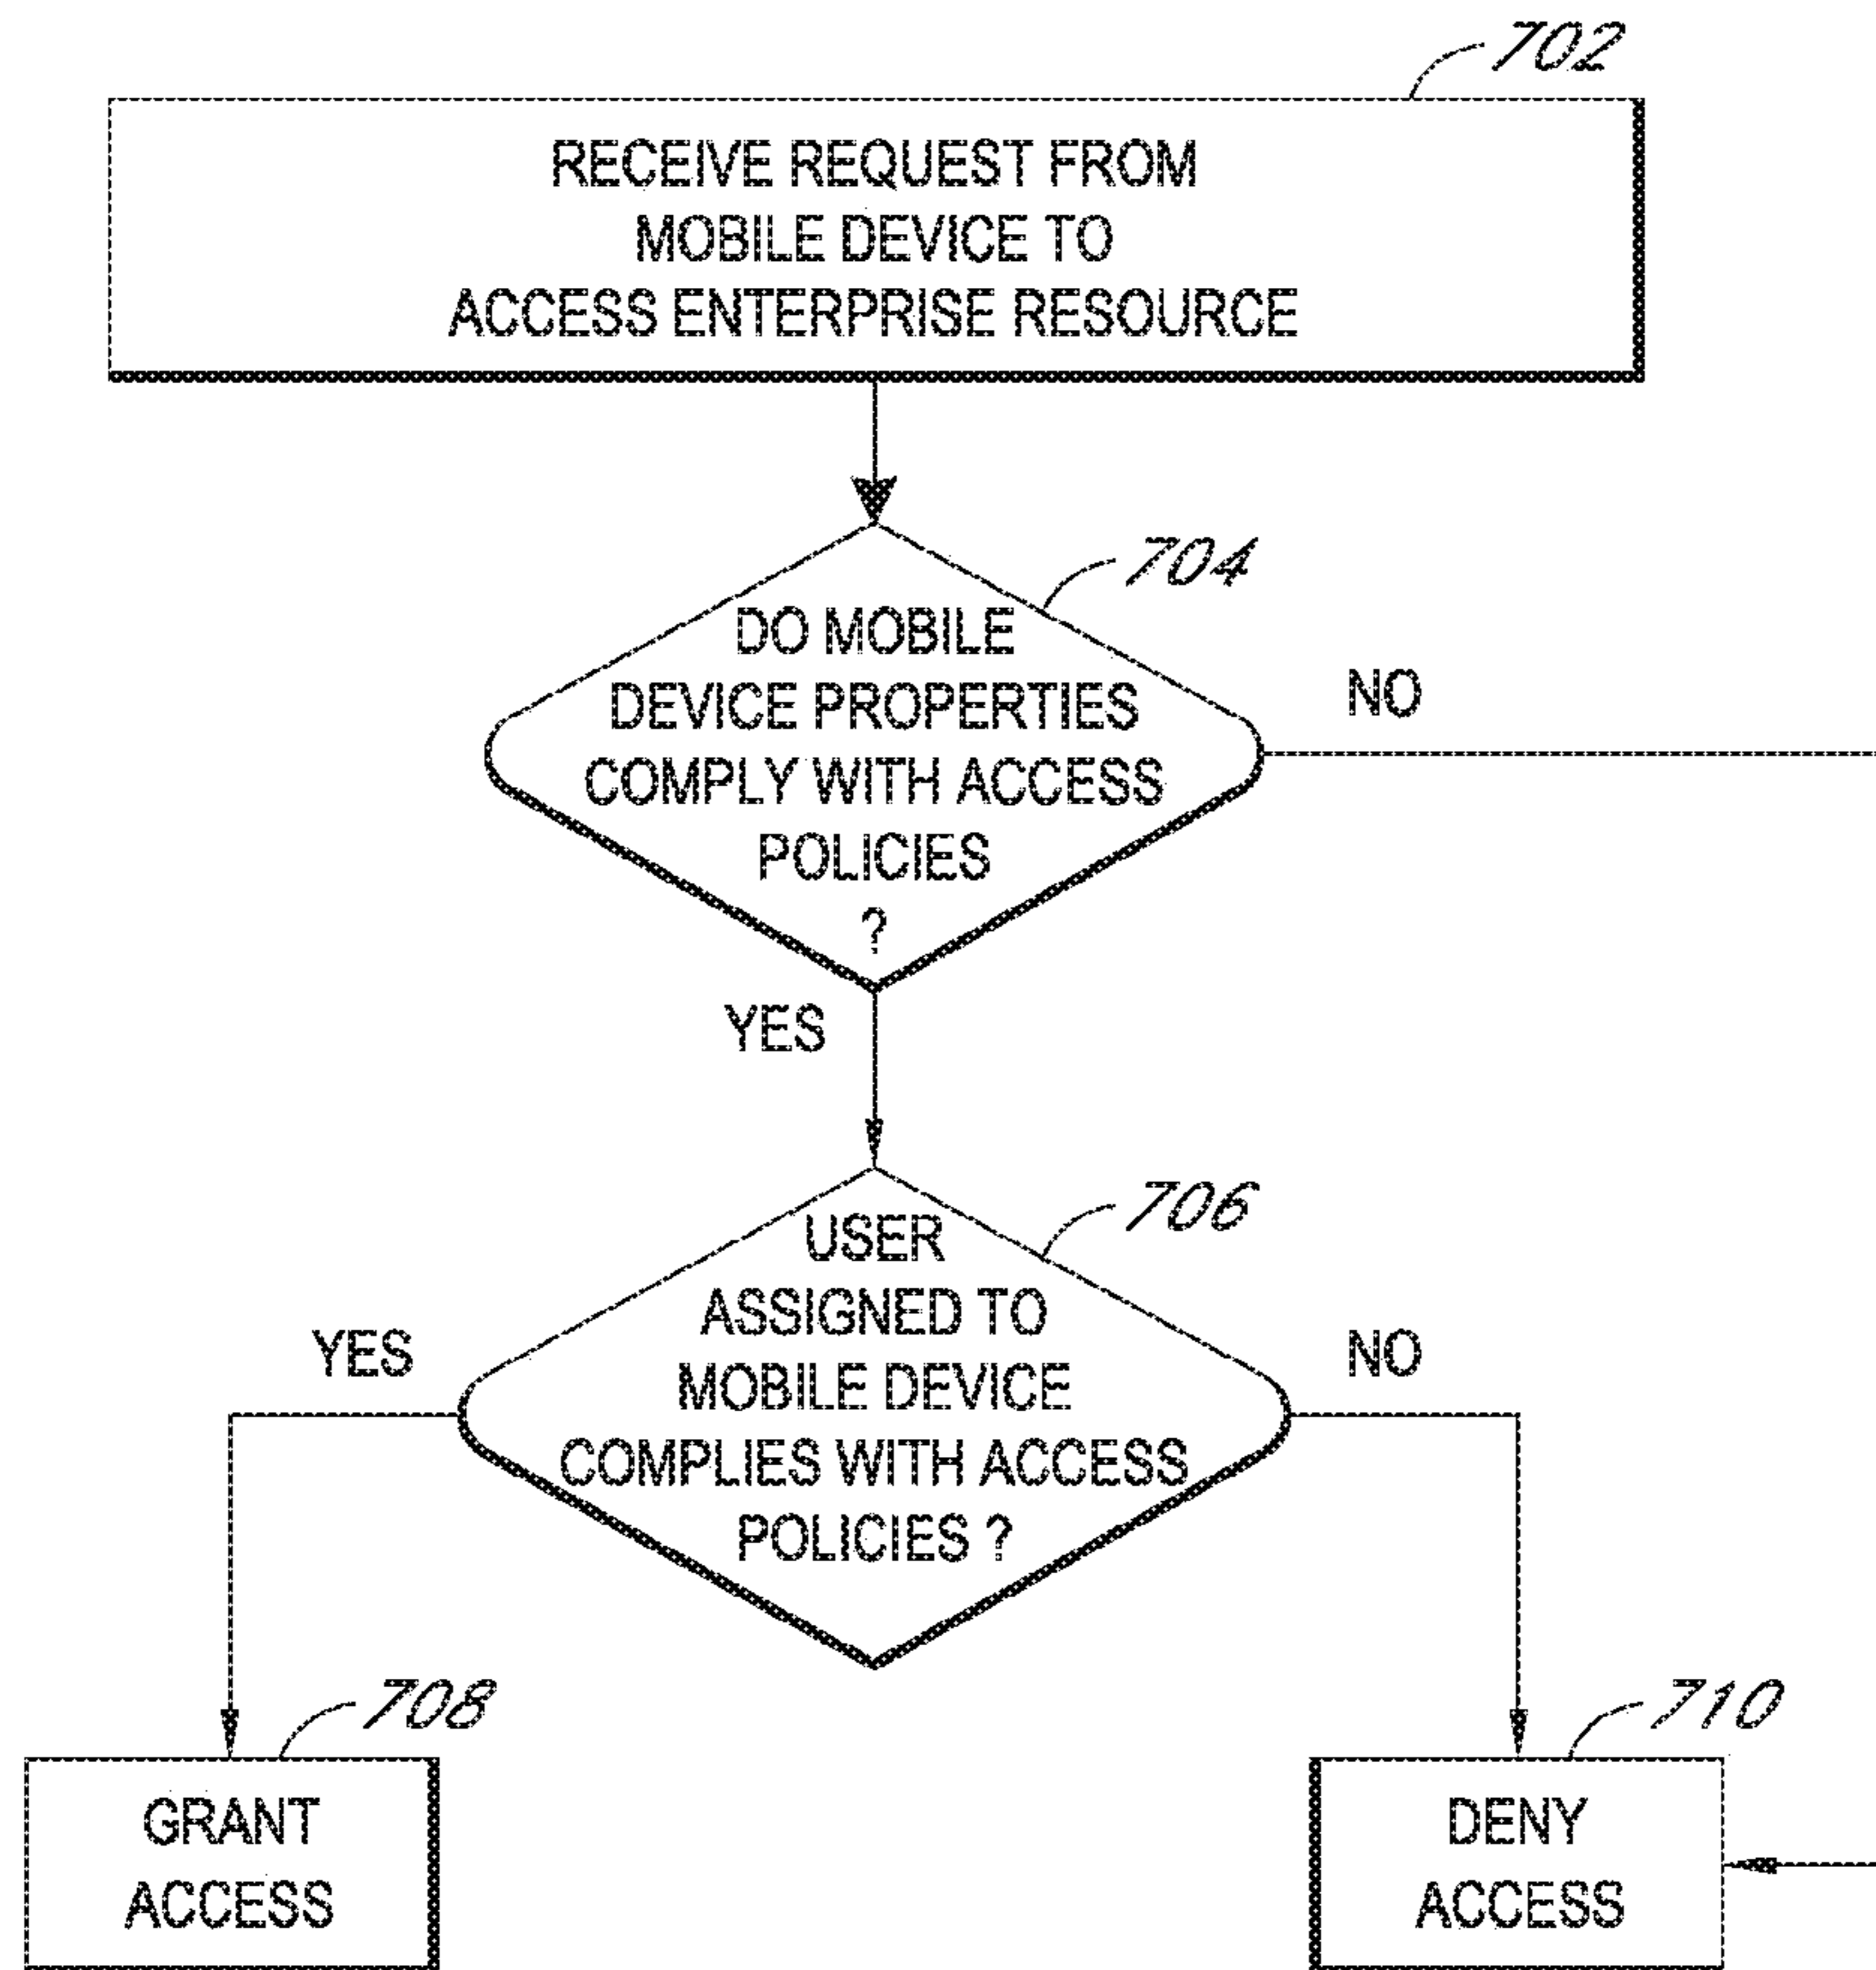 702
RECEIVE REQUEST FROM
MOBILE DEVICE TO
ACCESS ENTERPRISE RESOURCE
704
DO MOBILE
DEVICE PROPERTIES
COMPLY WITH ACCESS
POLICIES
?
NO
YES
706
USER
ASSIGNED TO
MOBILE DEVICE
COMPLIES WITH ACCESS
POLICIES ?
YES
NO
708
GRANT
ACCESS
710
DENY
ACCESS